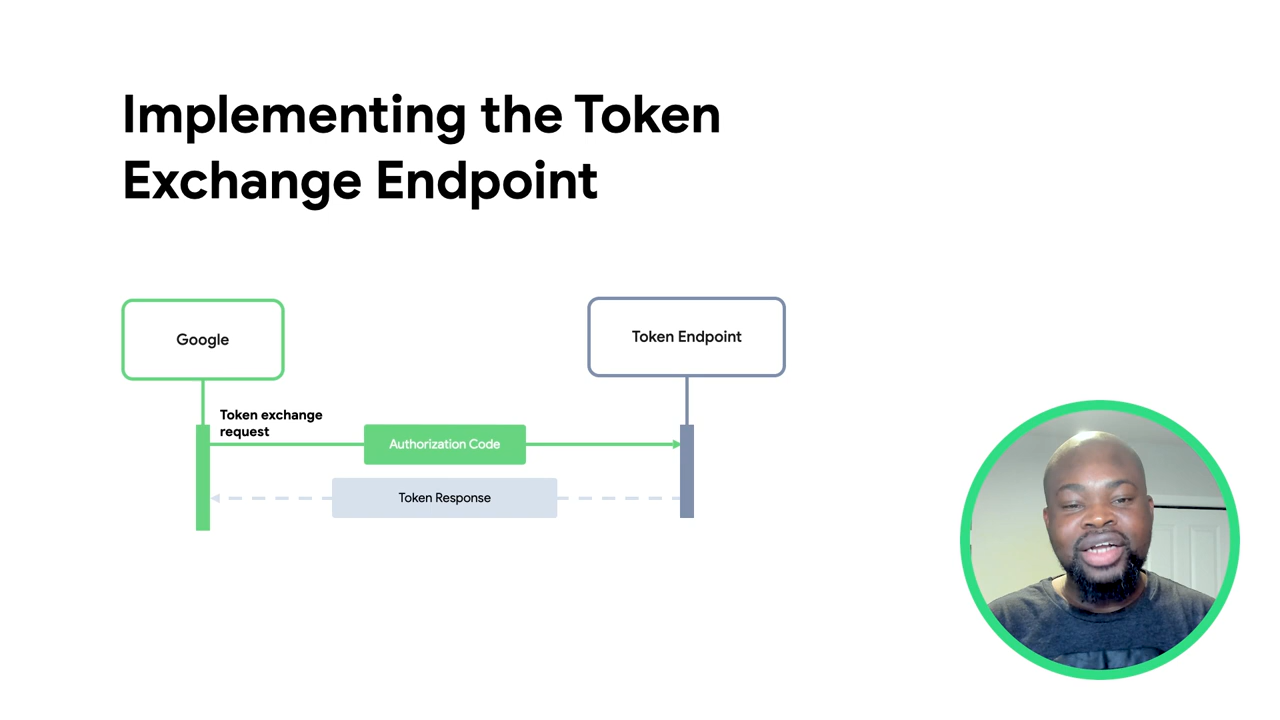 Implementing the Token
Exchange Endpoint
Google
Token Endpoint
Token exchange
request
Authorization Code
Token Response